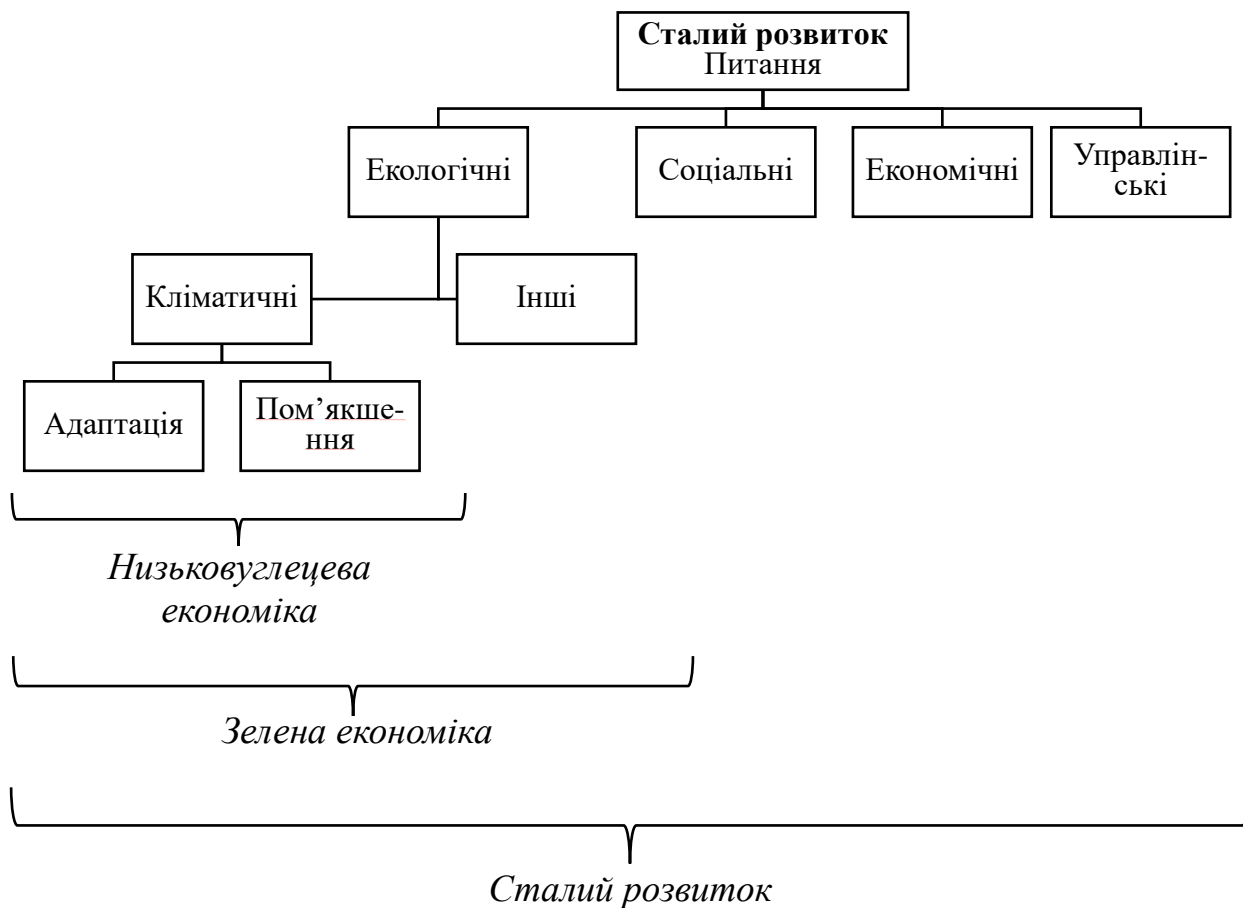 Сталий розвиток
Питання
Екологічні
Соціальні
Економічні
Управлін-
ські
Кліматичні
Інші
Адаптація
Пом’якше-
ння
Низьковуглецева
економіка
Зелена економіка
Сталий розвиток